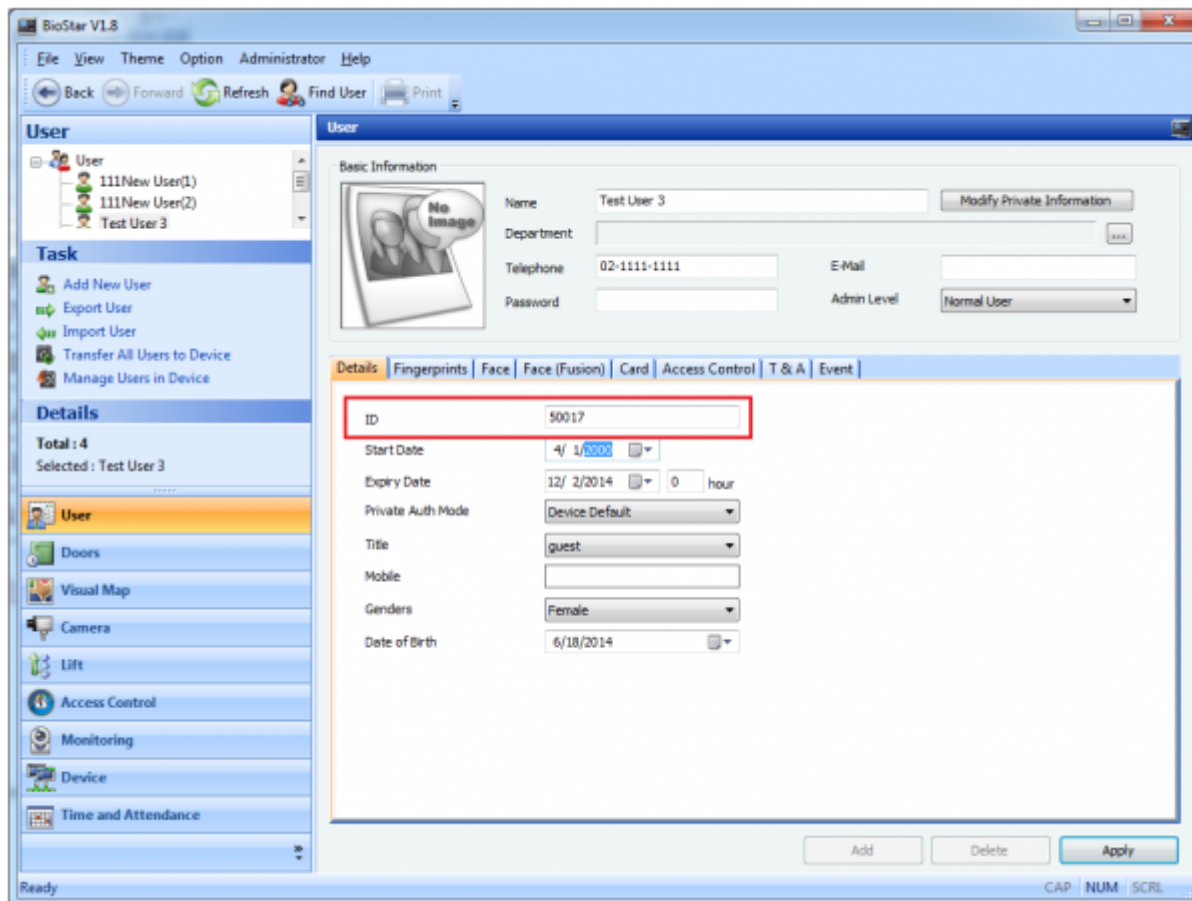 BioStar V1.8
File View Theme Option Administrator Help
Back Forward Refresh Find User Print
User
User
111New User(1)
111New User(2)
Test User 3
Task
Add New User
Export User
Import User
Transfer All Users to Device
Manage Users in Device
Details
Total : 4
Selected : Test User 3
User
Doors
Visual Map
Camera
Lift
Access Control
Monitoring
Device
Time and Attendance
Ready
User
Basic Information
No Image
Name Test User 3 Modify Private Information
Department ...
Telephone 02-1111-1111 E-Mail
Password Admin Level Normal User
Details Fingerprints Face Face (Fusion) Card Access Control T & A Event
ID 50017
Start Date 4/ 1/2000
Expiry Date 12/ 2/2014 0 hour
Private Auth Mode Device Default
Title guest
Mobile
Genders Female
Date of Birth 6/18/2014
Add Delete Apply
CAP NUM SCRL